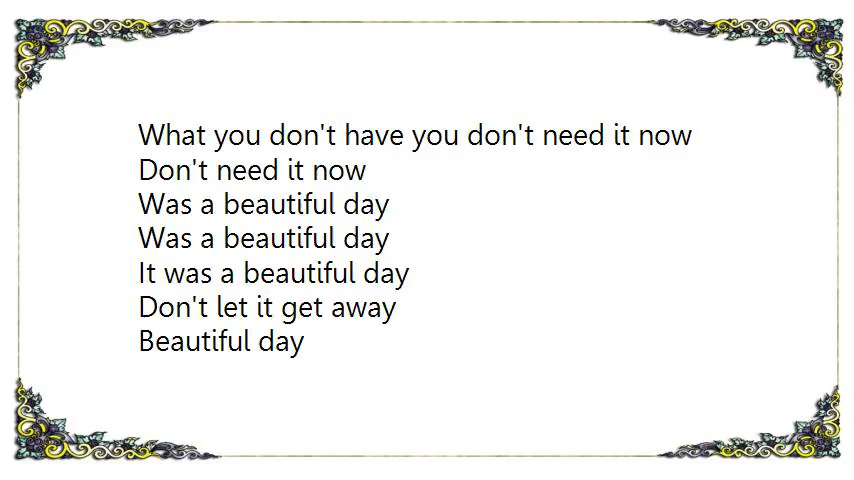 What you don't have you don't need it now
Don't need it now
Was a beautiful day
Was a beautiful day
It was a beautiful day
Don't let it get away
Beautiful day